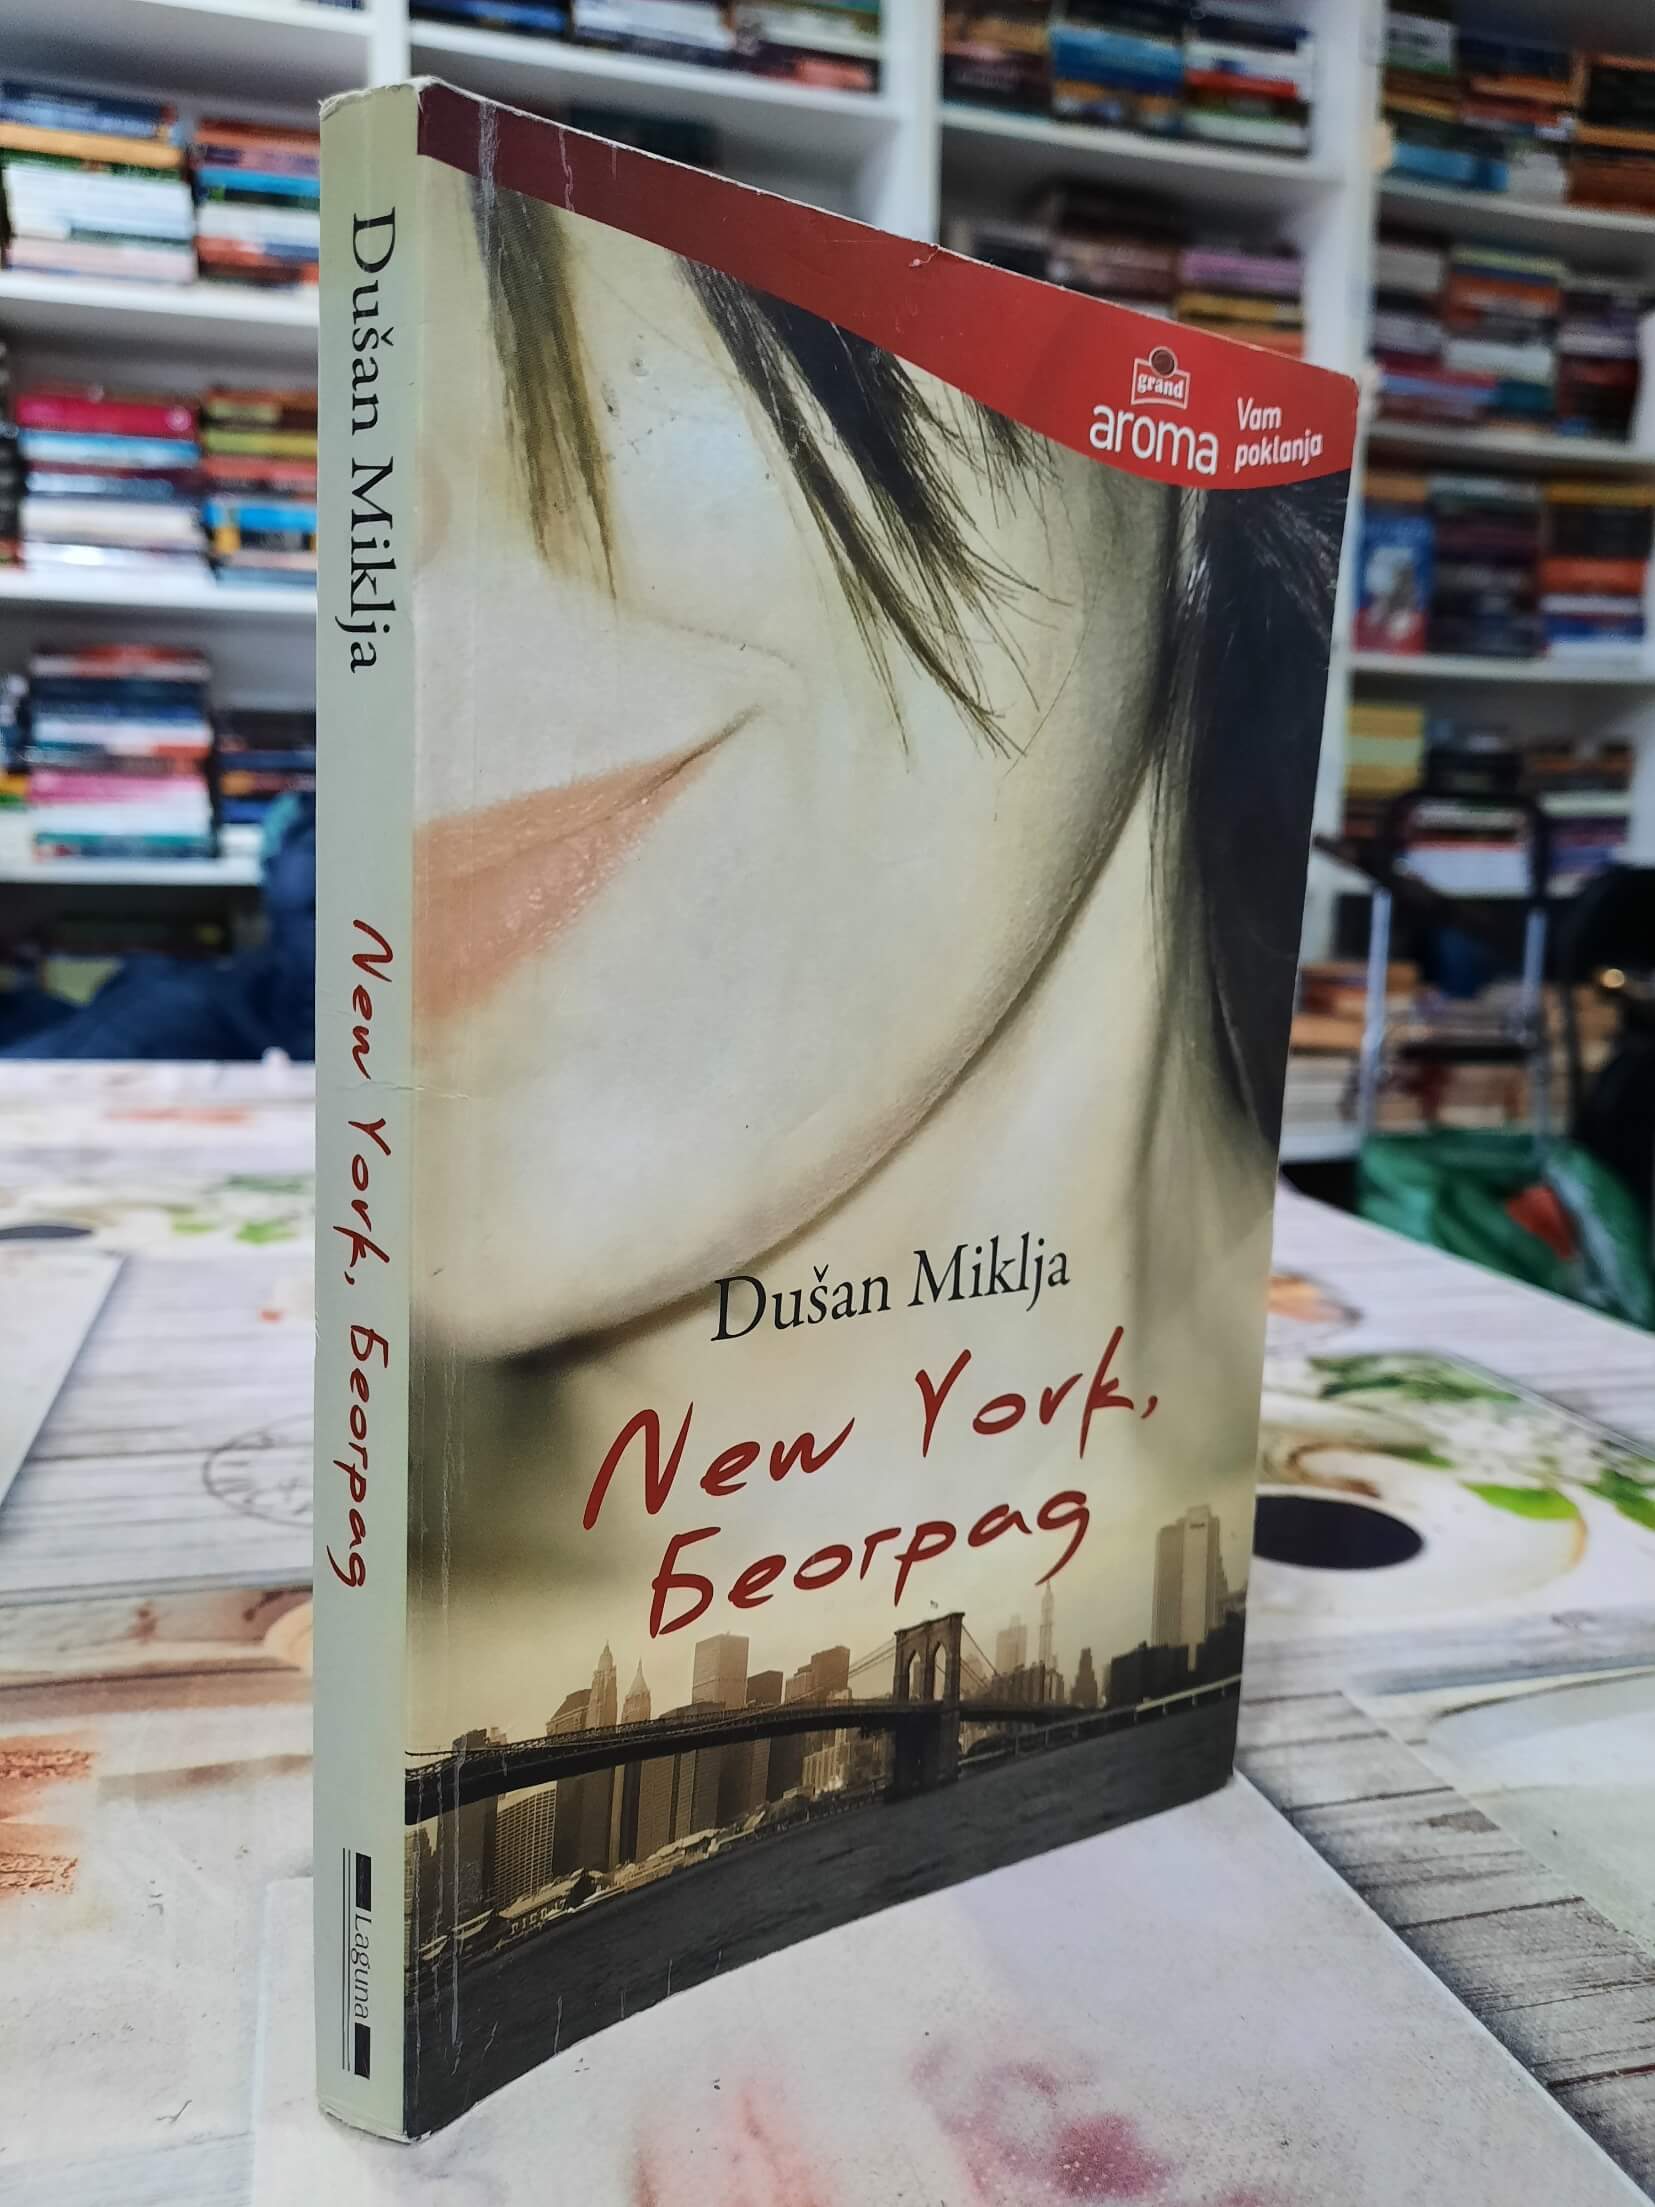 Dušan Miklja
New York, Београд
Laguna
grand
aroma
Vam
poklanja
Dušan Miklja
New York,
Београд